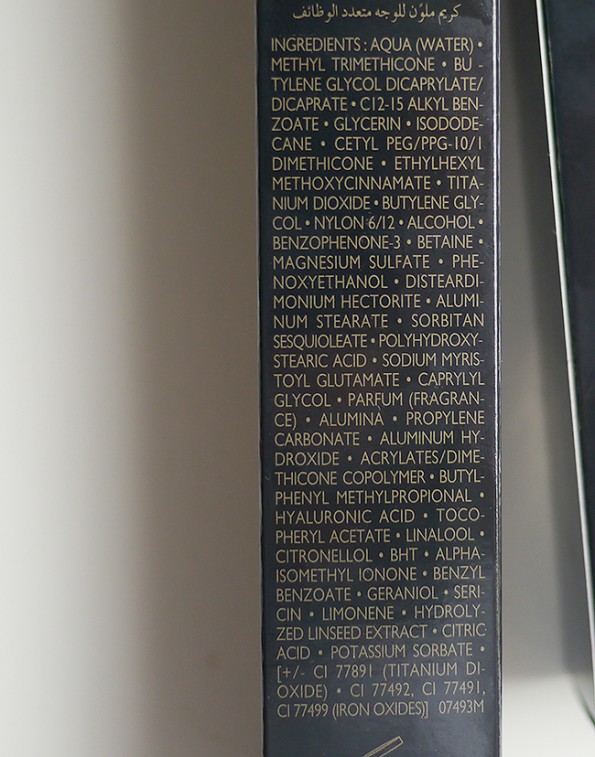 كريم ملوّن للوجه متعدد الوظائف
INGREDIENTS : AQUA (WATER) •
METHYL TRIMETHICONE • BU -
TYLENE GLYCOL DICAPRYLATE/
DICAPRATE • C12-15 ALKYL BEN-
ZOATE • GLYCERIN • ISODODE-
CANE • CETYL PEG/PPG-10/1
DIMETHICONE • ETHYLHEXYL
METHOXYCINNAMATE • TITA-
NIUM DIOXIDE • BUTYLENE GLY-
COL • NYLON 6/12 • ALCOHOL •
BENZOPHENONE-3 • BETAINE •
MAGNESIUM SULFATE • PHE-
NOXYETHANOL • DISTEARDI-
MONIUM HECTORITE • ALUMI-
NUM STEARATE • SORBITAN
SESQUIOLEATE • POLYHYDROXY-
STEARIC ACID • SODIUM MYRIS-
TOYL GLUTAMATE • CAPRYLYL
GLYCOL • PARFUM (FRAGRAN-
CE) • ALUMINA • PROPYLENE
CARBONATE • ALUMINUM HY-
DROXIDE • ACRYLATES/DIME-
THICONE COPOLYMER • BUTYL-
PHENYL METHYLPROPIONAL •
HYALURONIC ACID • TOCO-
PHERYL ACETATE • LINALOOL •
CITRONELLOL • BHT • ALPHA-
ISOMETHYL IONONE • BENZYL
BENZOATE • GERANIOL • SERI-
CIN • LIMONENE • HYDROLY-
ZED LINSEED EXTRACT • CITRIC
ACID • POTASSIUM SORBATE •
[+/- CI 77891 (TITANIUM DI-
OXIDE) • CI 77492, CI 77491,
CI 77499 (IRON OXIDES)] 07493M